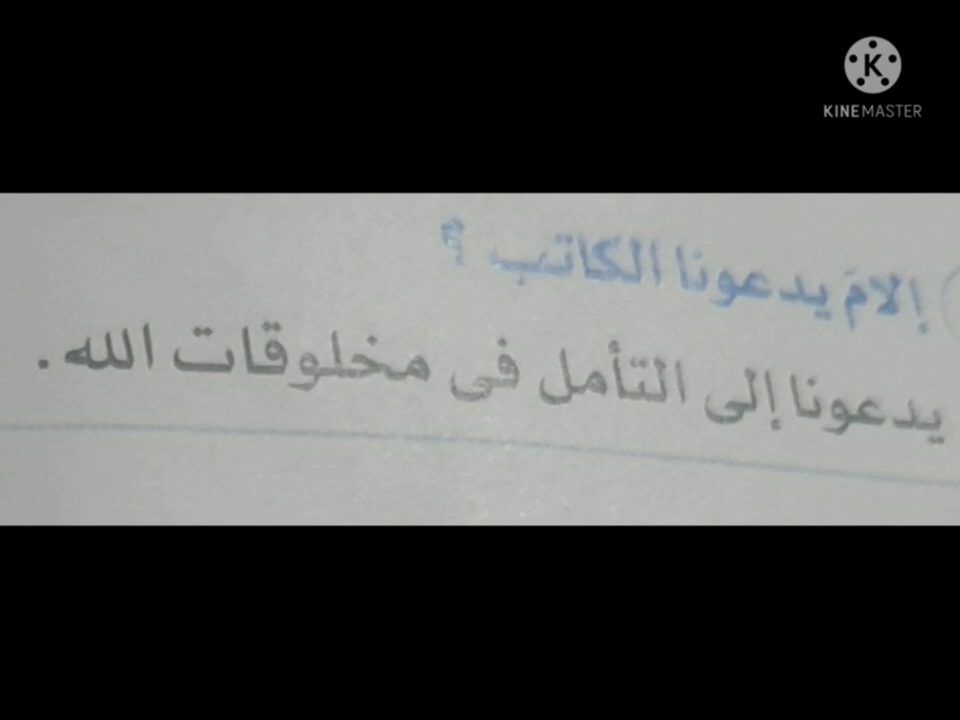 KINEMASTER
إلامَ يدعونا الكاتب ؟
يدعونا إلى التأمل فى مخلوقات الله .